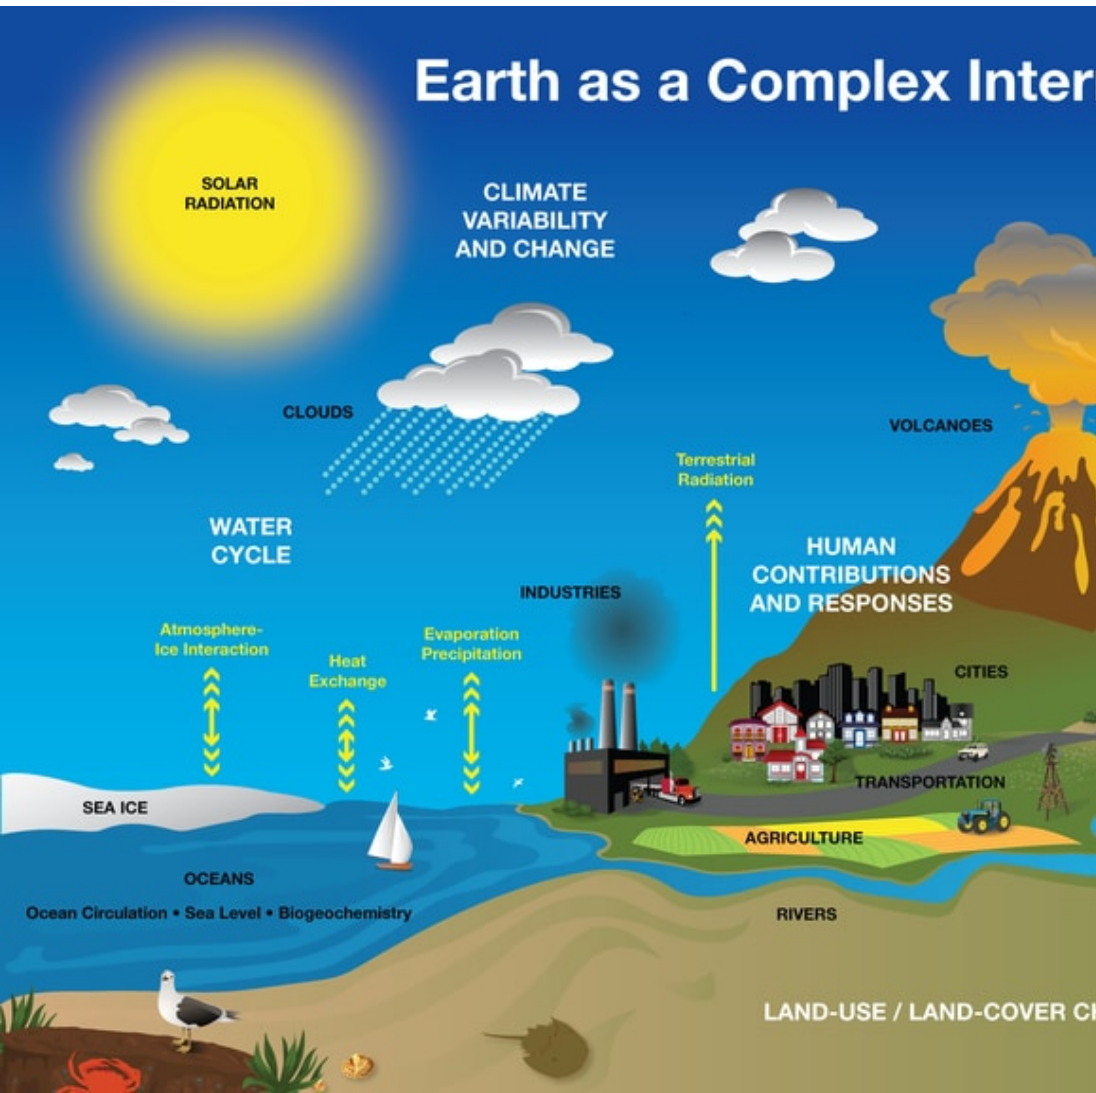 Earth as a Complex Inter
SOLAR
RADIATION
CLIMATE
VARIABILITY
AND CHANGE
CLOUDS
VOLCANOES
Terrestrial
Radiation
WATER
CYCLE
HUMAN
CONTRIBUTIONS
AND RESPONSES
INDUSTRIES
Atmosphere-
Ice Interaction
Heat
Exchange
Evaporation
Precipitation
CITIES
TRANSPORTATION
SEA ICE
AGRICULTURE
OCEANS
Ocean Circulation • Sea Level • Biogeochemistry
RIVERS
LAND-USE / LAND-COVER CH